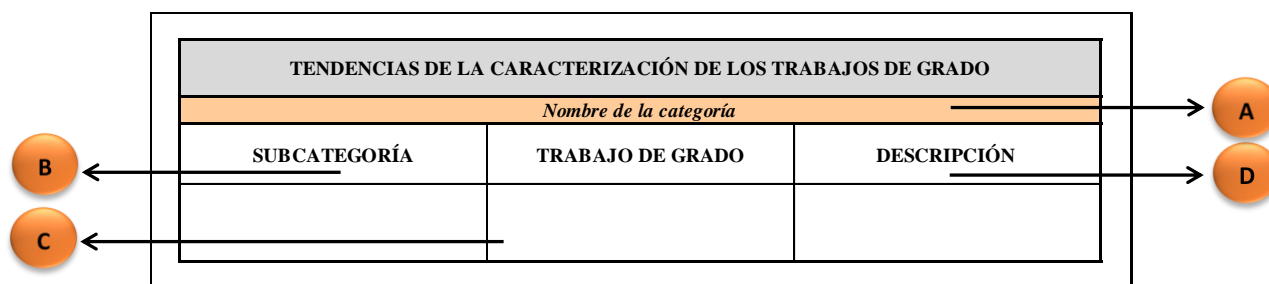 TENDENCIAS DE LA CARACTERIZACIÓN DE LOS TRABAJOS DE GRADO
Nombre de la categoría
A
SUBCATEGORÍA TRABAJO DE GRADO DESCRIPCIÓN
B
D
C